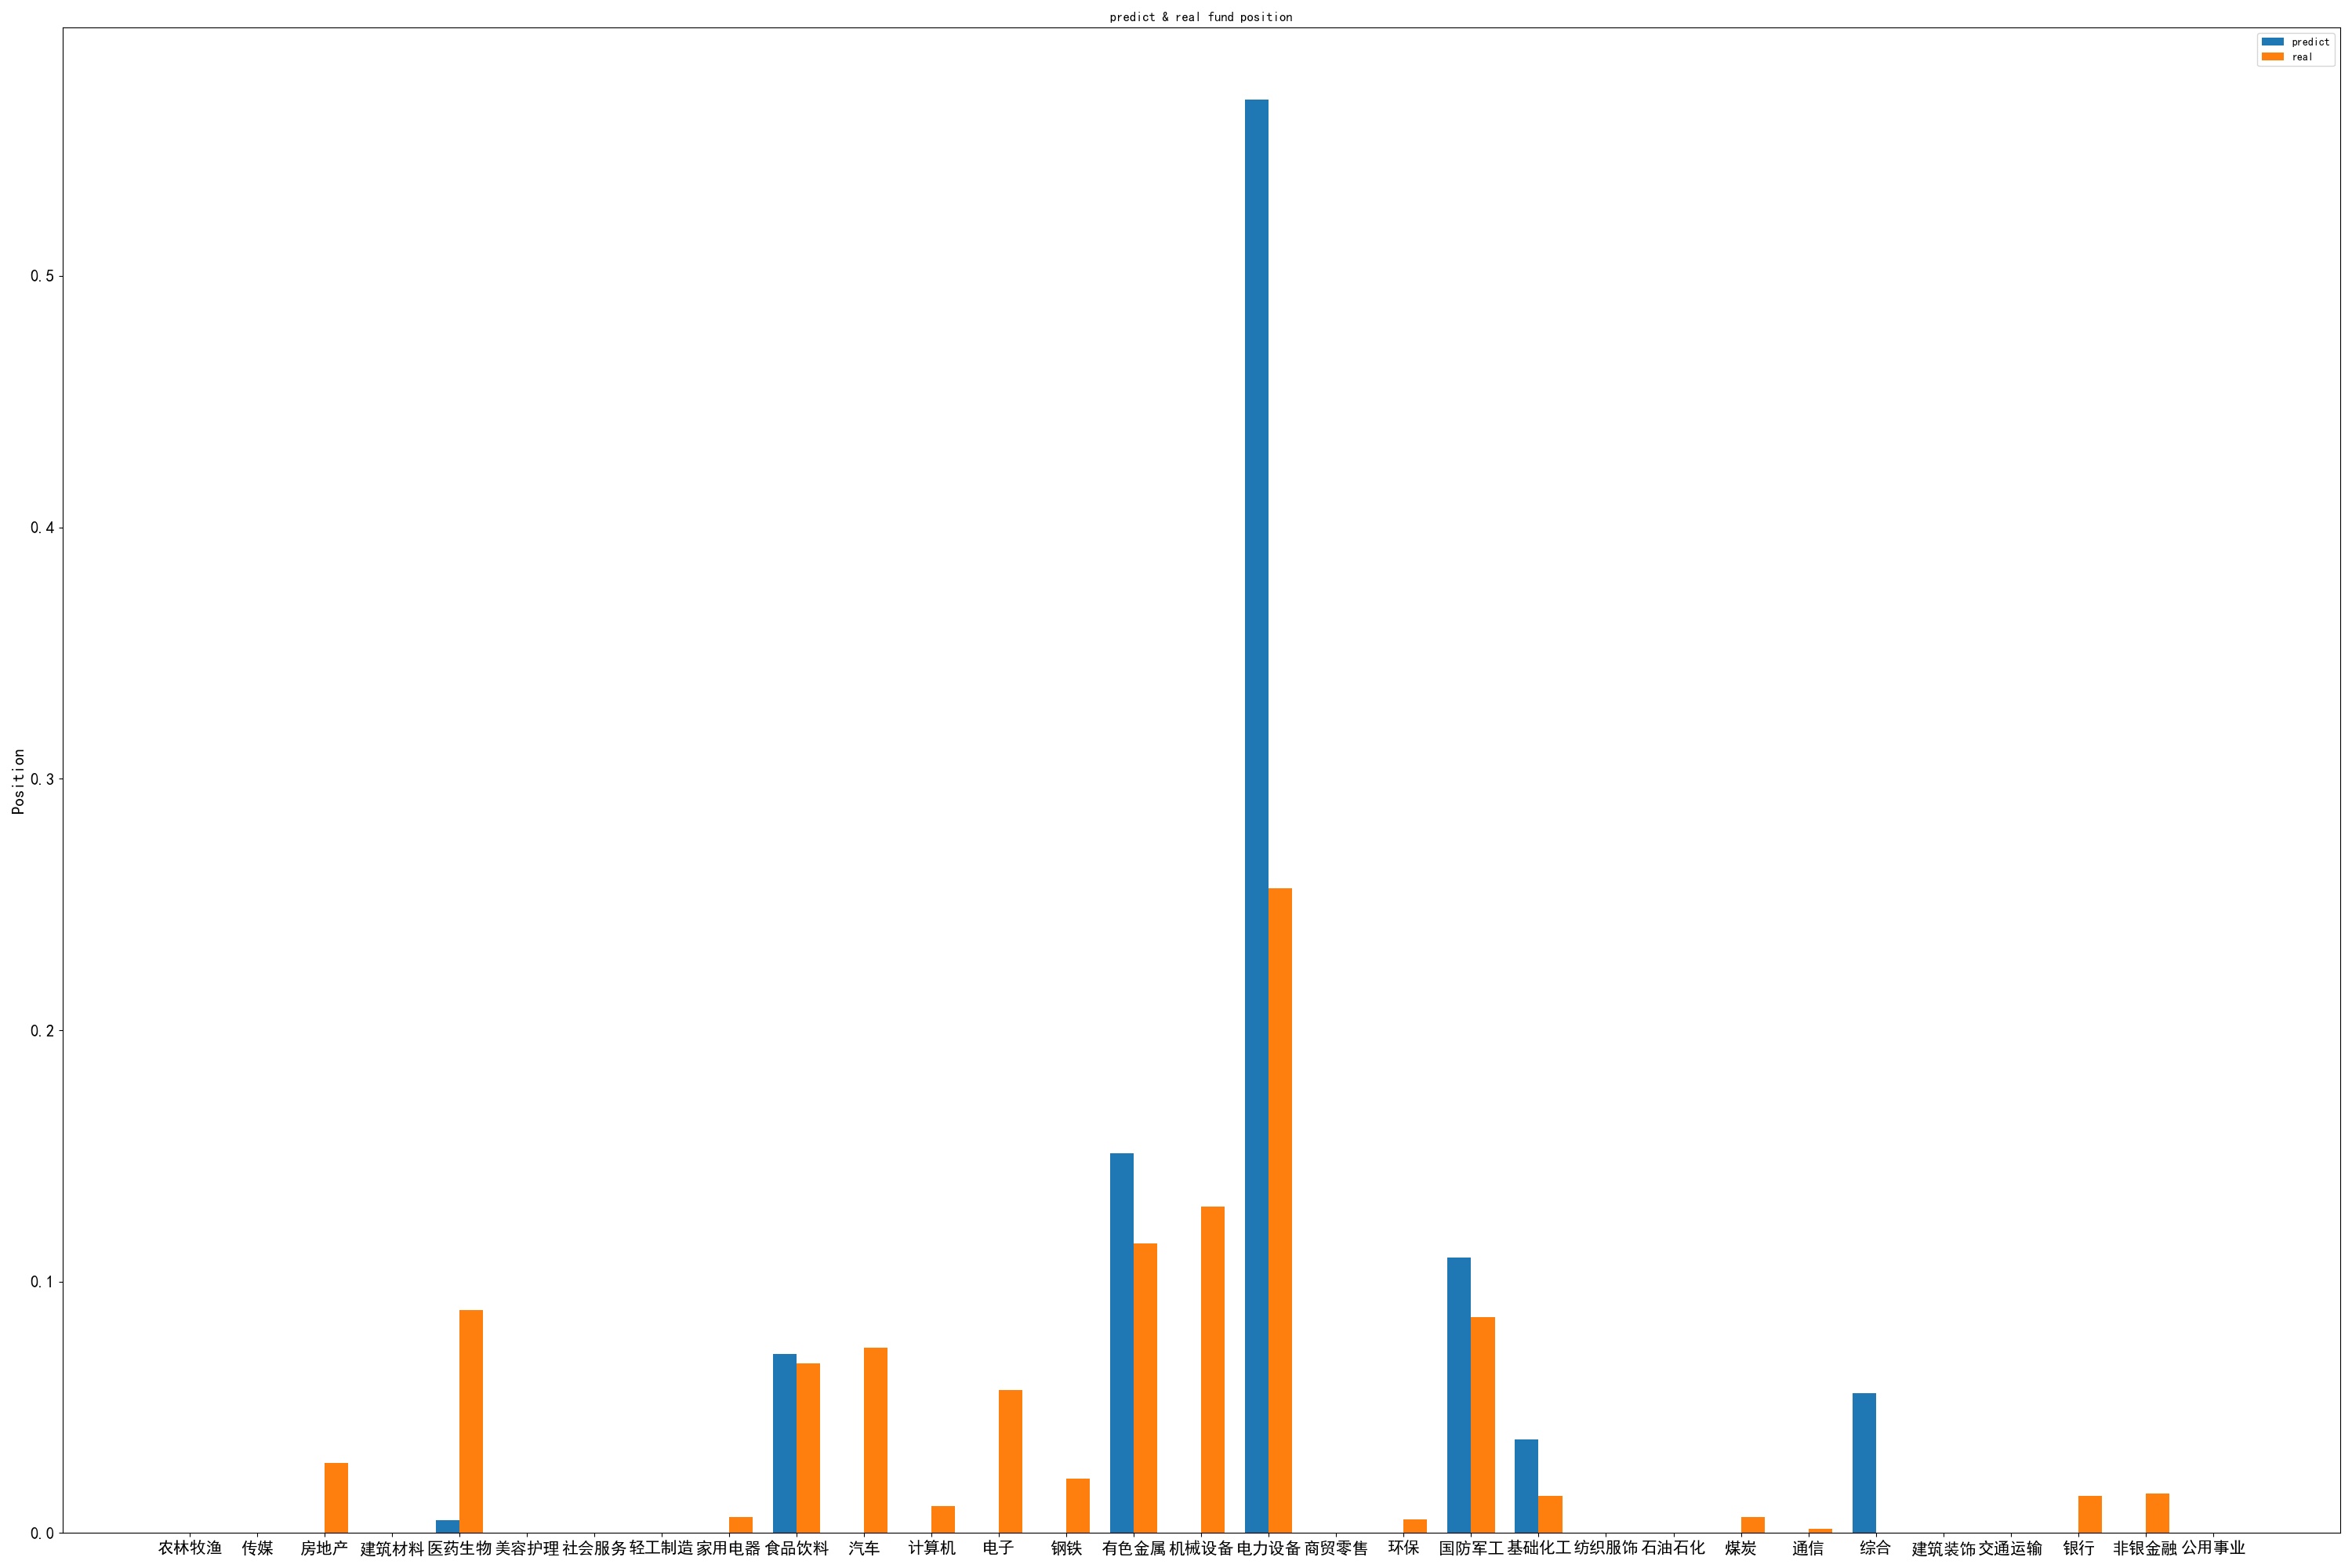 predict & real fund position
predict
real
Position
0.5
0.4
0.3
0.2
0.1
0.0
农林牧渔 传媒 房地产 建筑材料 医药生物 美容护理 社会服务 轻工制造 家用电器 食品饮料 汽车 计算机 电子 钢铁 有色金属 机械设备 电力设备 商贸零售 环保 国防军工 基础化工 纺织服饰 石油石化 煤炭 通信 综合 建筑装饰 交通运输 银行 非银金融 公用事业